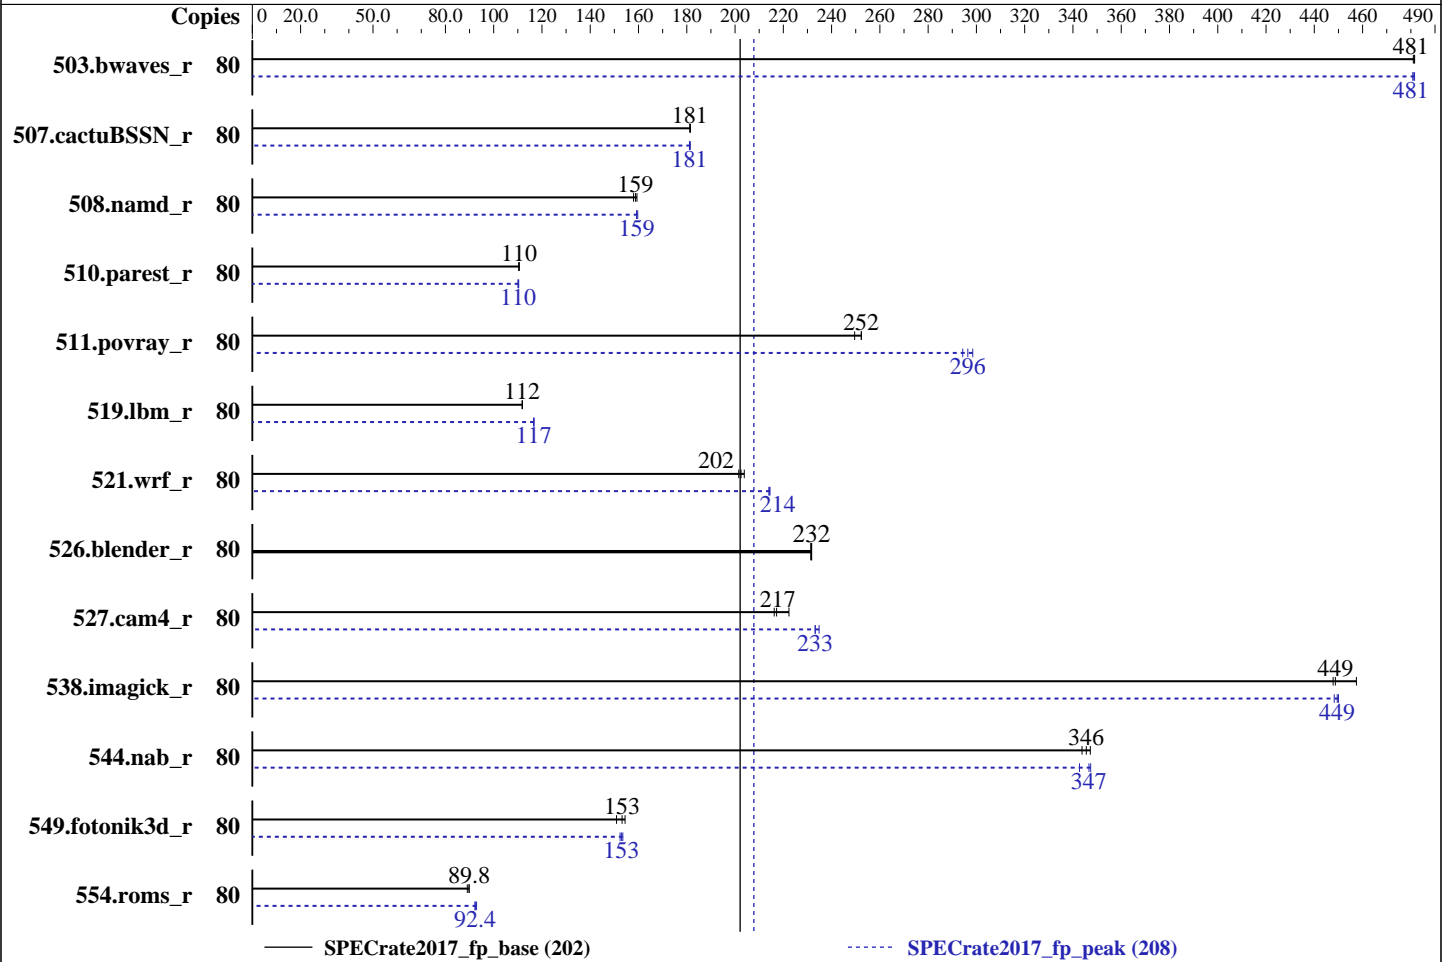 Copies 0 20.0 50.0 80.0 100 120 140 160 180 200 220 240 260 280 300 320 340 360 380 400 420 440 460 490
481
503.bwaves_r 80
481
181
507.cactuBSSN_r 80
181
159
508.namd_r 80
159
110
510.parest_r 80
110
252
511.povray_r 80
296
112
519.lbm_r 80
117
202
521.wrf_r 80
214
232
526.blender_r 80
217
527.cam4_r 80
233
449
538.imagick_r 80
449
346
544.nab_r 80
347
153
549.fotonik3d_r 80
153
89.8
554.roms_r 80
92.4
SPECrate2017_fp_base (202) SPECrate2017_fp_peak (208)